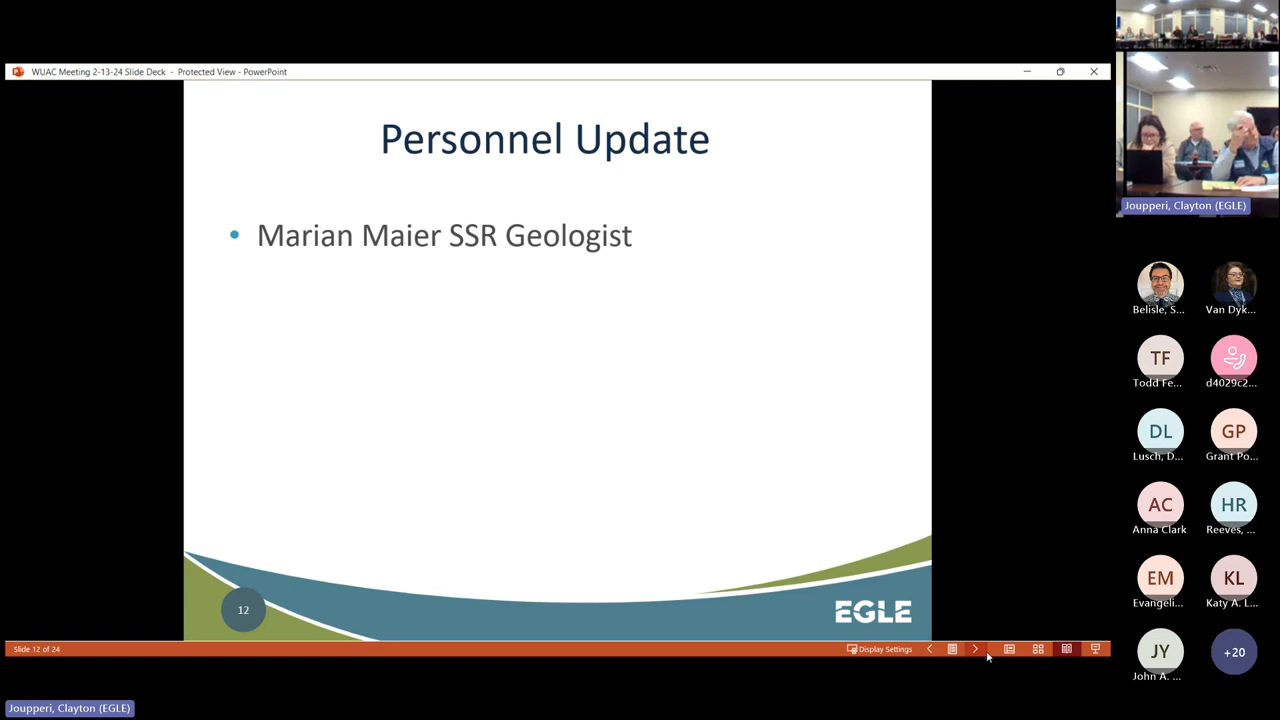 WUAC Meeting 2-13-24 Slide Deck - Protected View - PowerPoint
Personnel Update
• Marian Maier SSR Geologist
12
EGLE
Slide 12 of 24
Display Settings
Joupperi, Clayton (EGLE)
Joupperi, Clayton (EGLE)
Belisle, S...
Van Dyk...
TF
Todd Fe...
d4029c2...
DL
Lusch, D...
GP
Grant Po...
AC
Anna Clark
HR
Reeves, ...
EM
Evangeli...
KL
Katy A. L...
JY
John A. ...
+20